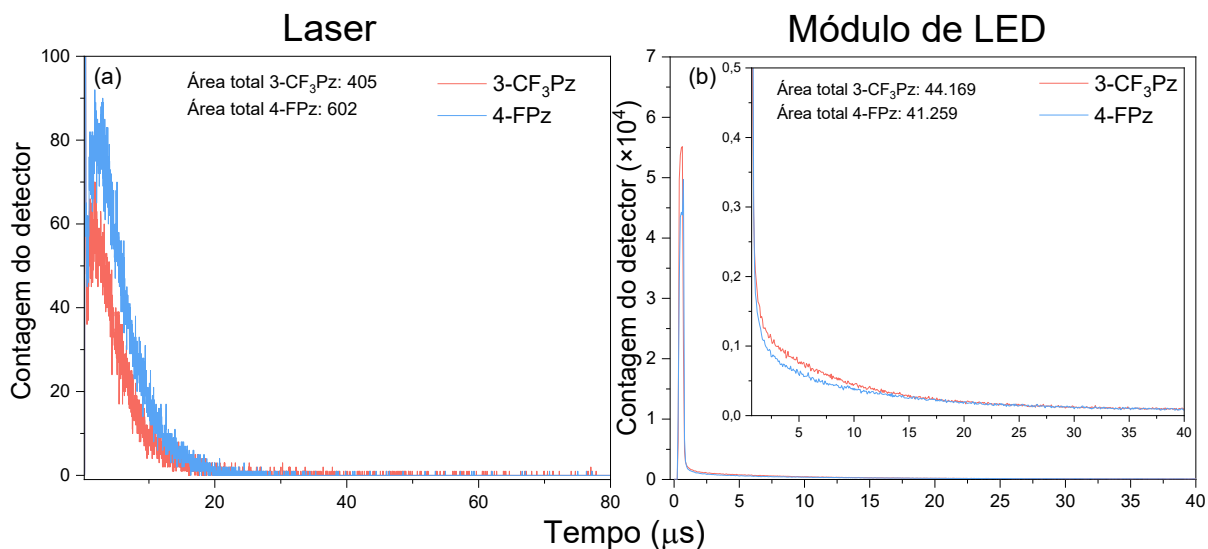 Laser
Módulo de LED
(a)
Área total 3-CF₃Pz: 405
Área total 4-FPz: 602
3-CF₃Pz
4-FPz
100
80
60
40
20
0
20
40
60
80
Contagem do detector
(b)
Área total 3-CF₃Pz: 44.169
Área total 4-FPz: 41.259
3-CF₃Pz
4-FPz
7
6
5
4
3
2
1
0
0,5
0,4
0,3
0,2
0,1
0,0
5
10
15
20
25
30
35
40
0
5
10
15
20
25
30
35
40
Contagem do detector (×10⁴)
Tempo (μs)